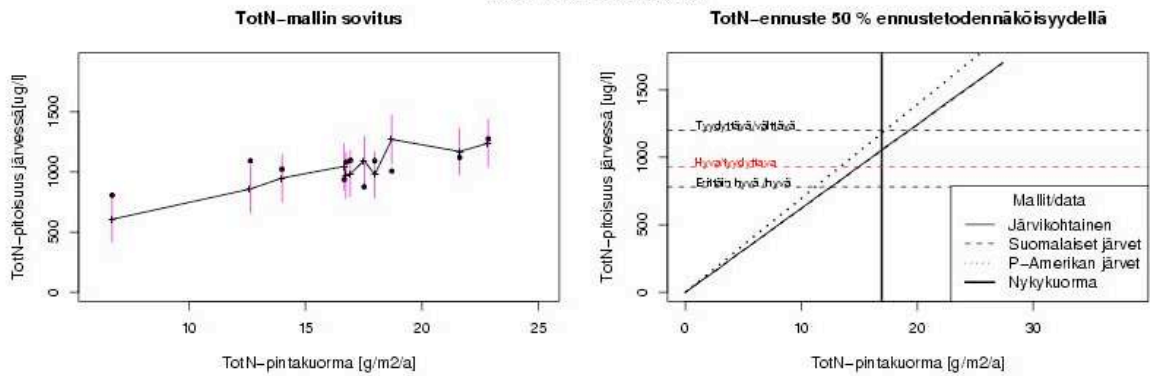 TotN-mallin sovitus
TotN-pitoisuus järvessä[ug/l]
0 500 1000 1500
10 15 20 25
TotN-pintakuorma [g/m2/a]
TotN-ennuste 50 % ennustetodennäköisyydellä
TotN-pitoisuus järvessä [ug/l]
0 500 1000 1500
Tyydyttävä/välttävä
Hyvä/tyydyttävä
Erittäin hyvä/hyvä
Mallit/data
Järvikohtainen
Suomalaiset järvet
P-Amerikan järvet
Nykykuorma
0 10 20 30
TotN-pintakuorma [g/m2/a]